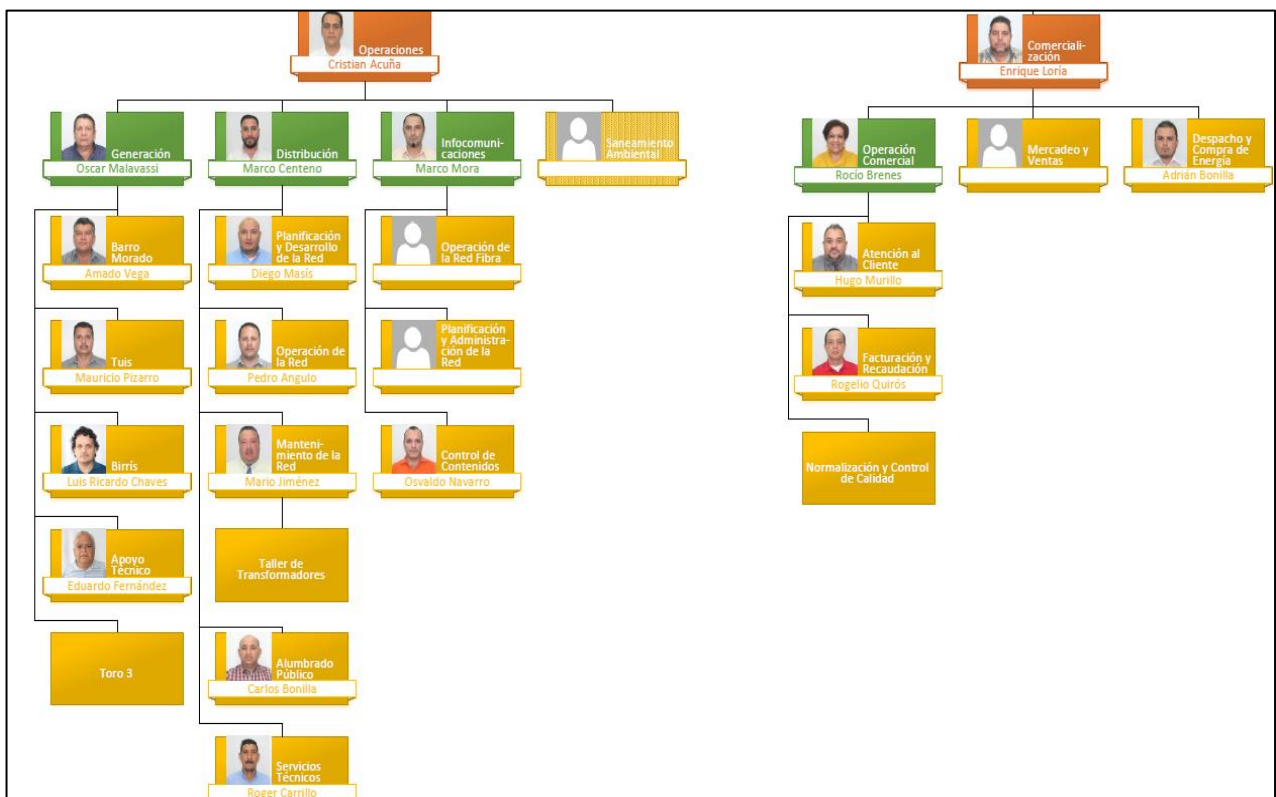 Operaciones
Cristian Acuña
Comerciali-
zación
Enrique Loría
Generación
Oscar Malavassi
Distribución
Marco Centeno
Infocomuni-
caciones
Marco Mora
Saneamiento
Ambiental
Operación
Comercial
Rocío Brenes
Mercadeo y
Ventas
Despacho y
Compra de
Energía
Adrián Bonilla
Barro
Morado
Amado Vega
Planificación
y Desarrollo
de la Red
Diego Masís
Operación de
la Red Fibra
Atención al
Cliente
Hugo Murillo
Tuis
Mauricio Pizarro
Operación de
la Red
Pedro Angulo
Planificación
y Administra-
ción de la
Red
Facturación y
Recaudación
Rogelio Quirós
Birrís
Luis Ricardo Chaves
Manteni-
miento de la
Red
Mario Jiménez
Control de
Contenidos
Osvaldo Navarro
Normalización y Control
de Calidad
Apoyo
Técnico
Eduardo Fernández
Taller de
Transformadores
Toro 3
Alumbrado
Público
Carlos Bonilla
Servicios
Técnicos
Roger Carrillo